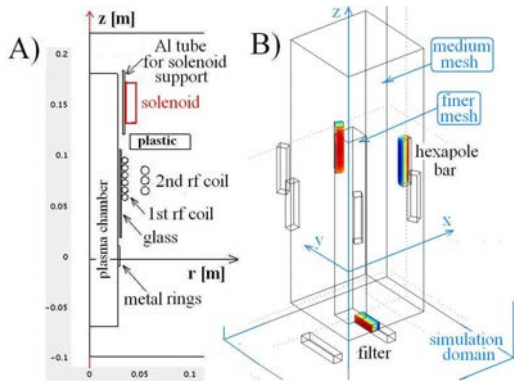 A)
z [m]
0.2
Al tube
for solenoid
support
0.15
solenoid
plastic
0.1
2nd rf coil
0.05
1st rf coil
glass
plasma chamber
0
r [m]
metal rings
-0.05
-0.1
0
0.05
0.1
B)
z
medium
mesh
finer
mesh
hexapole
bar
x
y
filter
simulation
domain